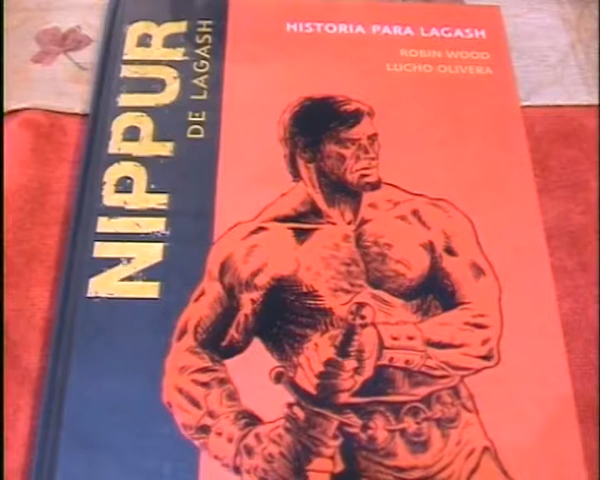 NIPPUR
DE LAGASH
HISTORIA PARA LAGASH
ROBIN WOOD
LUCHO OLIVERA